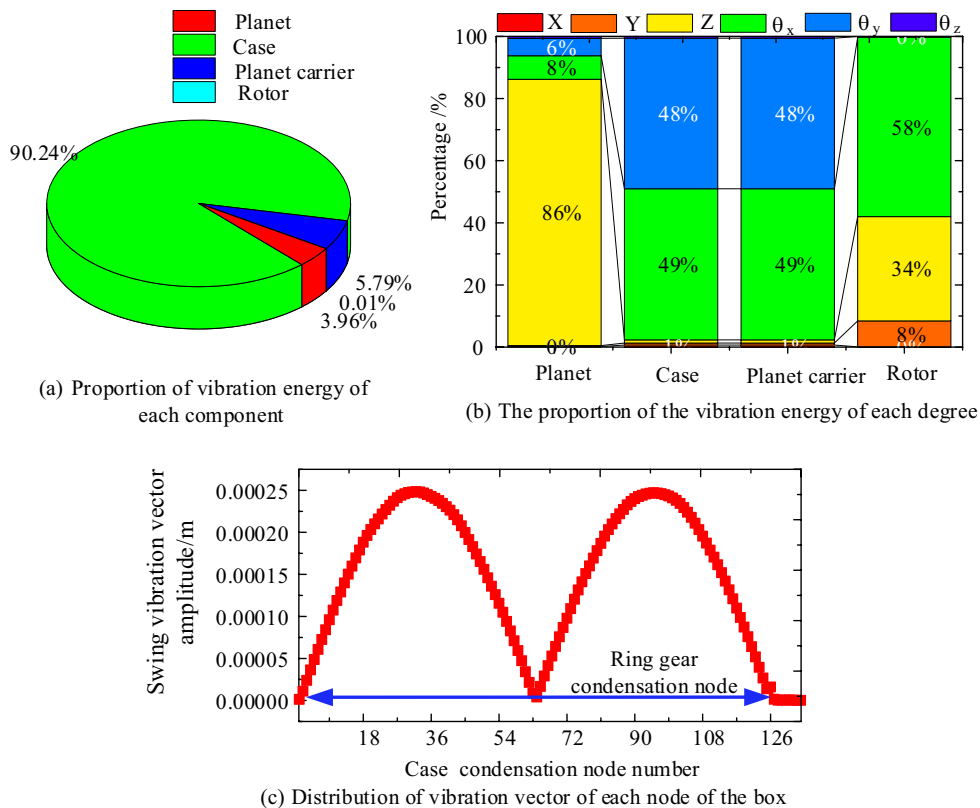 Planet
Case
Planet carrier
Rotor
90.24%
5.79%
0.01%
3.96%
(a) Proportion of vibration energy of
each component
X Y Z θx θy θz
Percentage /%
100
80
60
40
20
0
6%
8%
86%
0%
48%
49%
1%
48%
49%
1%
0%
58%
34%
8%
0%
Planet Case Planet carrier Rotor
(b) The proportion of the vibration energy of each degree
Swing vibration vector
amplitude/m
0.00025
0.00020
0.00015
0.00010
0.00005
0.00000
Ring gear
condensation node
18 36 54 72 90 108 126
Case condensation node number
(c) Distribution of vibration vector of each node of the box